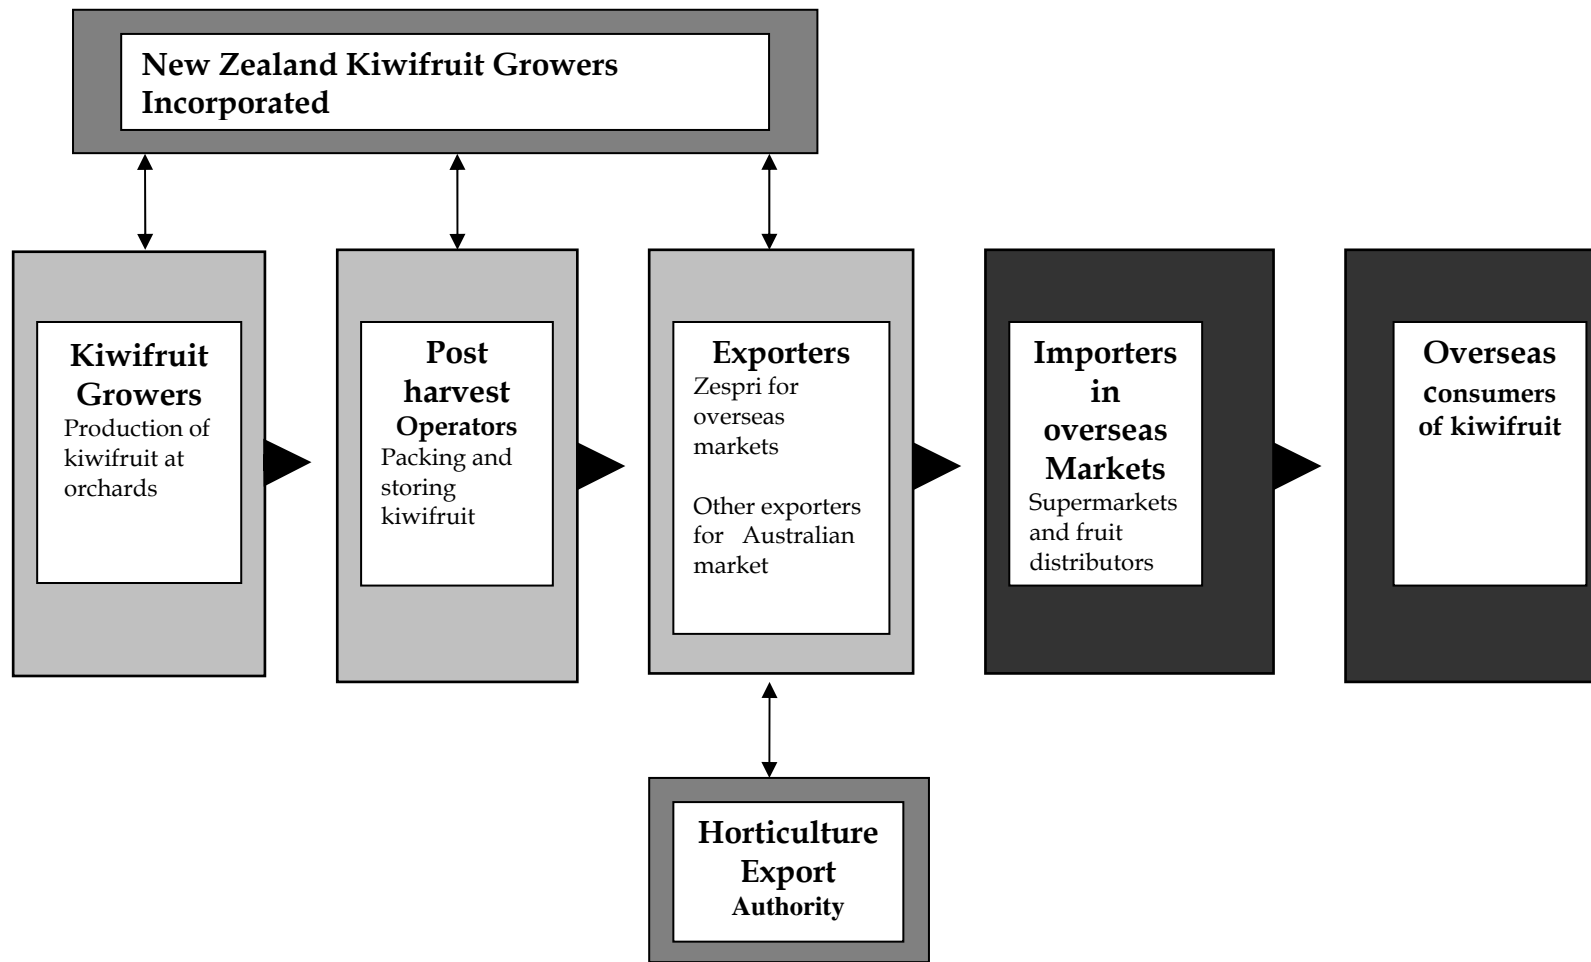 New Zealand Kiwifruit Growers
Incorporated
Kiwifruit
Growers
Production of
kiwifruit at
orchards
Post
harvest
Operators
Packing and
storing
kiwifruit
Exporters
Zespri for
overseas
markets
Other exporters
for Australian
market
Importers
in
overseas
Markets
Supermarkets
and fruit
distributors
Overseas
consumers
of kiwifruit
Horticulture
Export
Authority